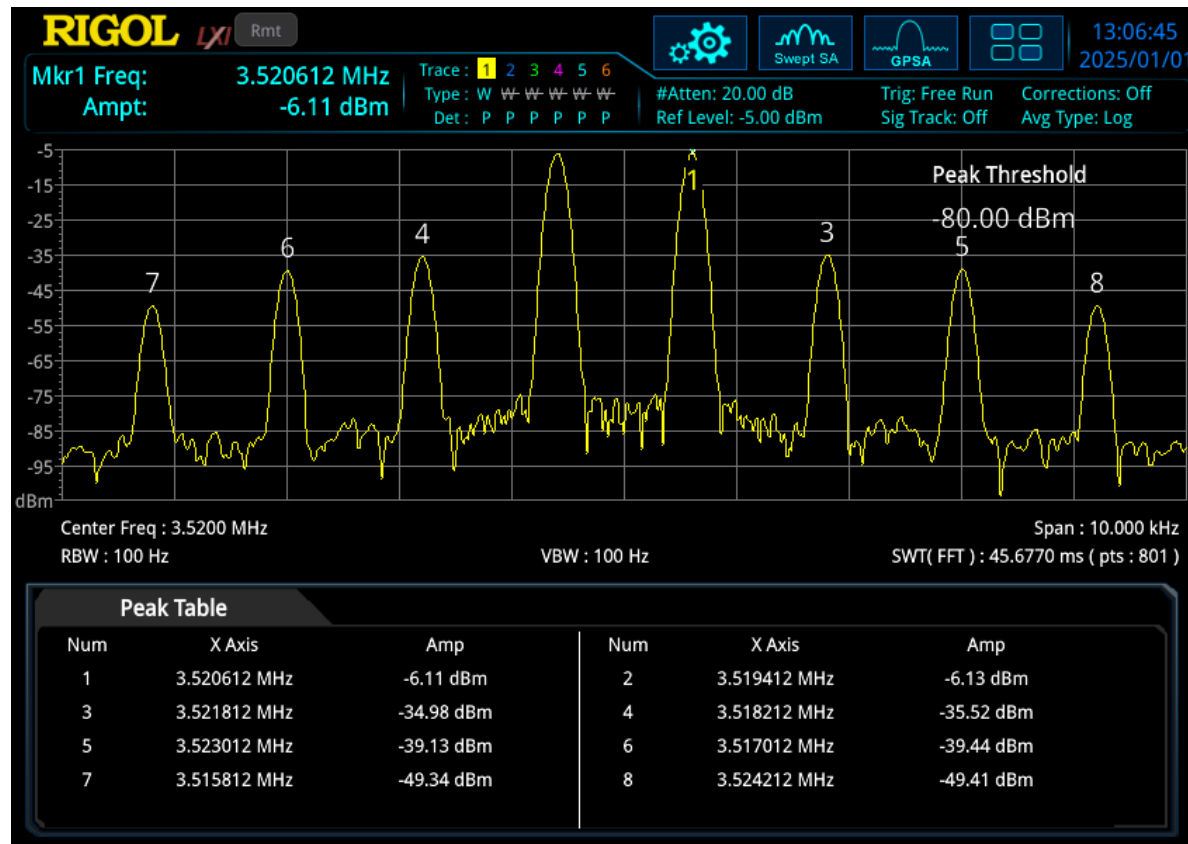 RIGOL LXI Rmt
Swept SA
GPSA
13:06:45
2025/01/01
Mkr1 Freq: 3.520612 MHz
Ampt: -6.11 dBm
Trace: 1 2 3 4 5 6
Type: W W W W W W
Det: P P P P P P
#Atten: 20.00 dB
Ref Level: -5.00 dBm
Trig: Free Run
Sig Track: Off
Corrections: Off
Avg Type: Log
-5
-15
-25
-35
-45
-55
-65
-75
-85
-95
dBm
Peak Threshold
-80.00 dBm
7
6
4
1
3
5
8
Center Freq : 3.5200 MHz
Span : 10.000 kHz
RBW : 100 Hz
VBW : 100 Hz
SWT( FFT ) : 45.6770 ms ( pts : 801 )
Peak Table
Num X Axis Amp Num X Axis Amp
1 3.520612 MHz -6.11 dBm 2 3.519412 MHz -6.13 dBm
3 3.521812 MHz -34.98 dBm 4 3.518212 MHz -35.52 dBm
5 3.523012 MHz -39.13 dBm 6 3.517012 MHz -39.44 dBm
7 3.515812 MHz -49.34 dBm 8 3.524212 MHz -49.41 dBm